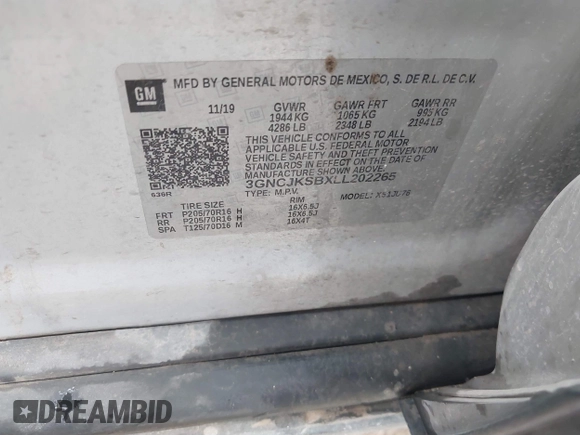 GM
MFD BY GENERAL MOTORS DE MEXICO, S. DE R.L. DE C.V.
11/19 GVWR GAWR FRT GAWR RR
1944 KG 1065 KG 995 KG
4286 LB 2348 LB 2194 LB
THIS VEHICLE CONFORMS TO ALL
APPLICABLE U.S. FEDERAL MOTOR
VEHICLE SAFETY STANDARDS IN
EFFECT ON THE DATE OF
MANUFACTURE SHOWN ABOVE.
3GNCJKSBXLL202265
TYPE: M.P.V. MODEL:
636R
TIRE SIZE RIM
FRT P205/70R16 H 16X6.5J
RR P205/70R16 H 16X6.5J
SPA T125/70D16 M 16X4T
DREAMBID